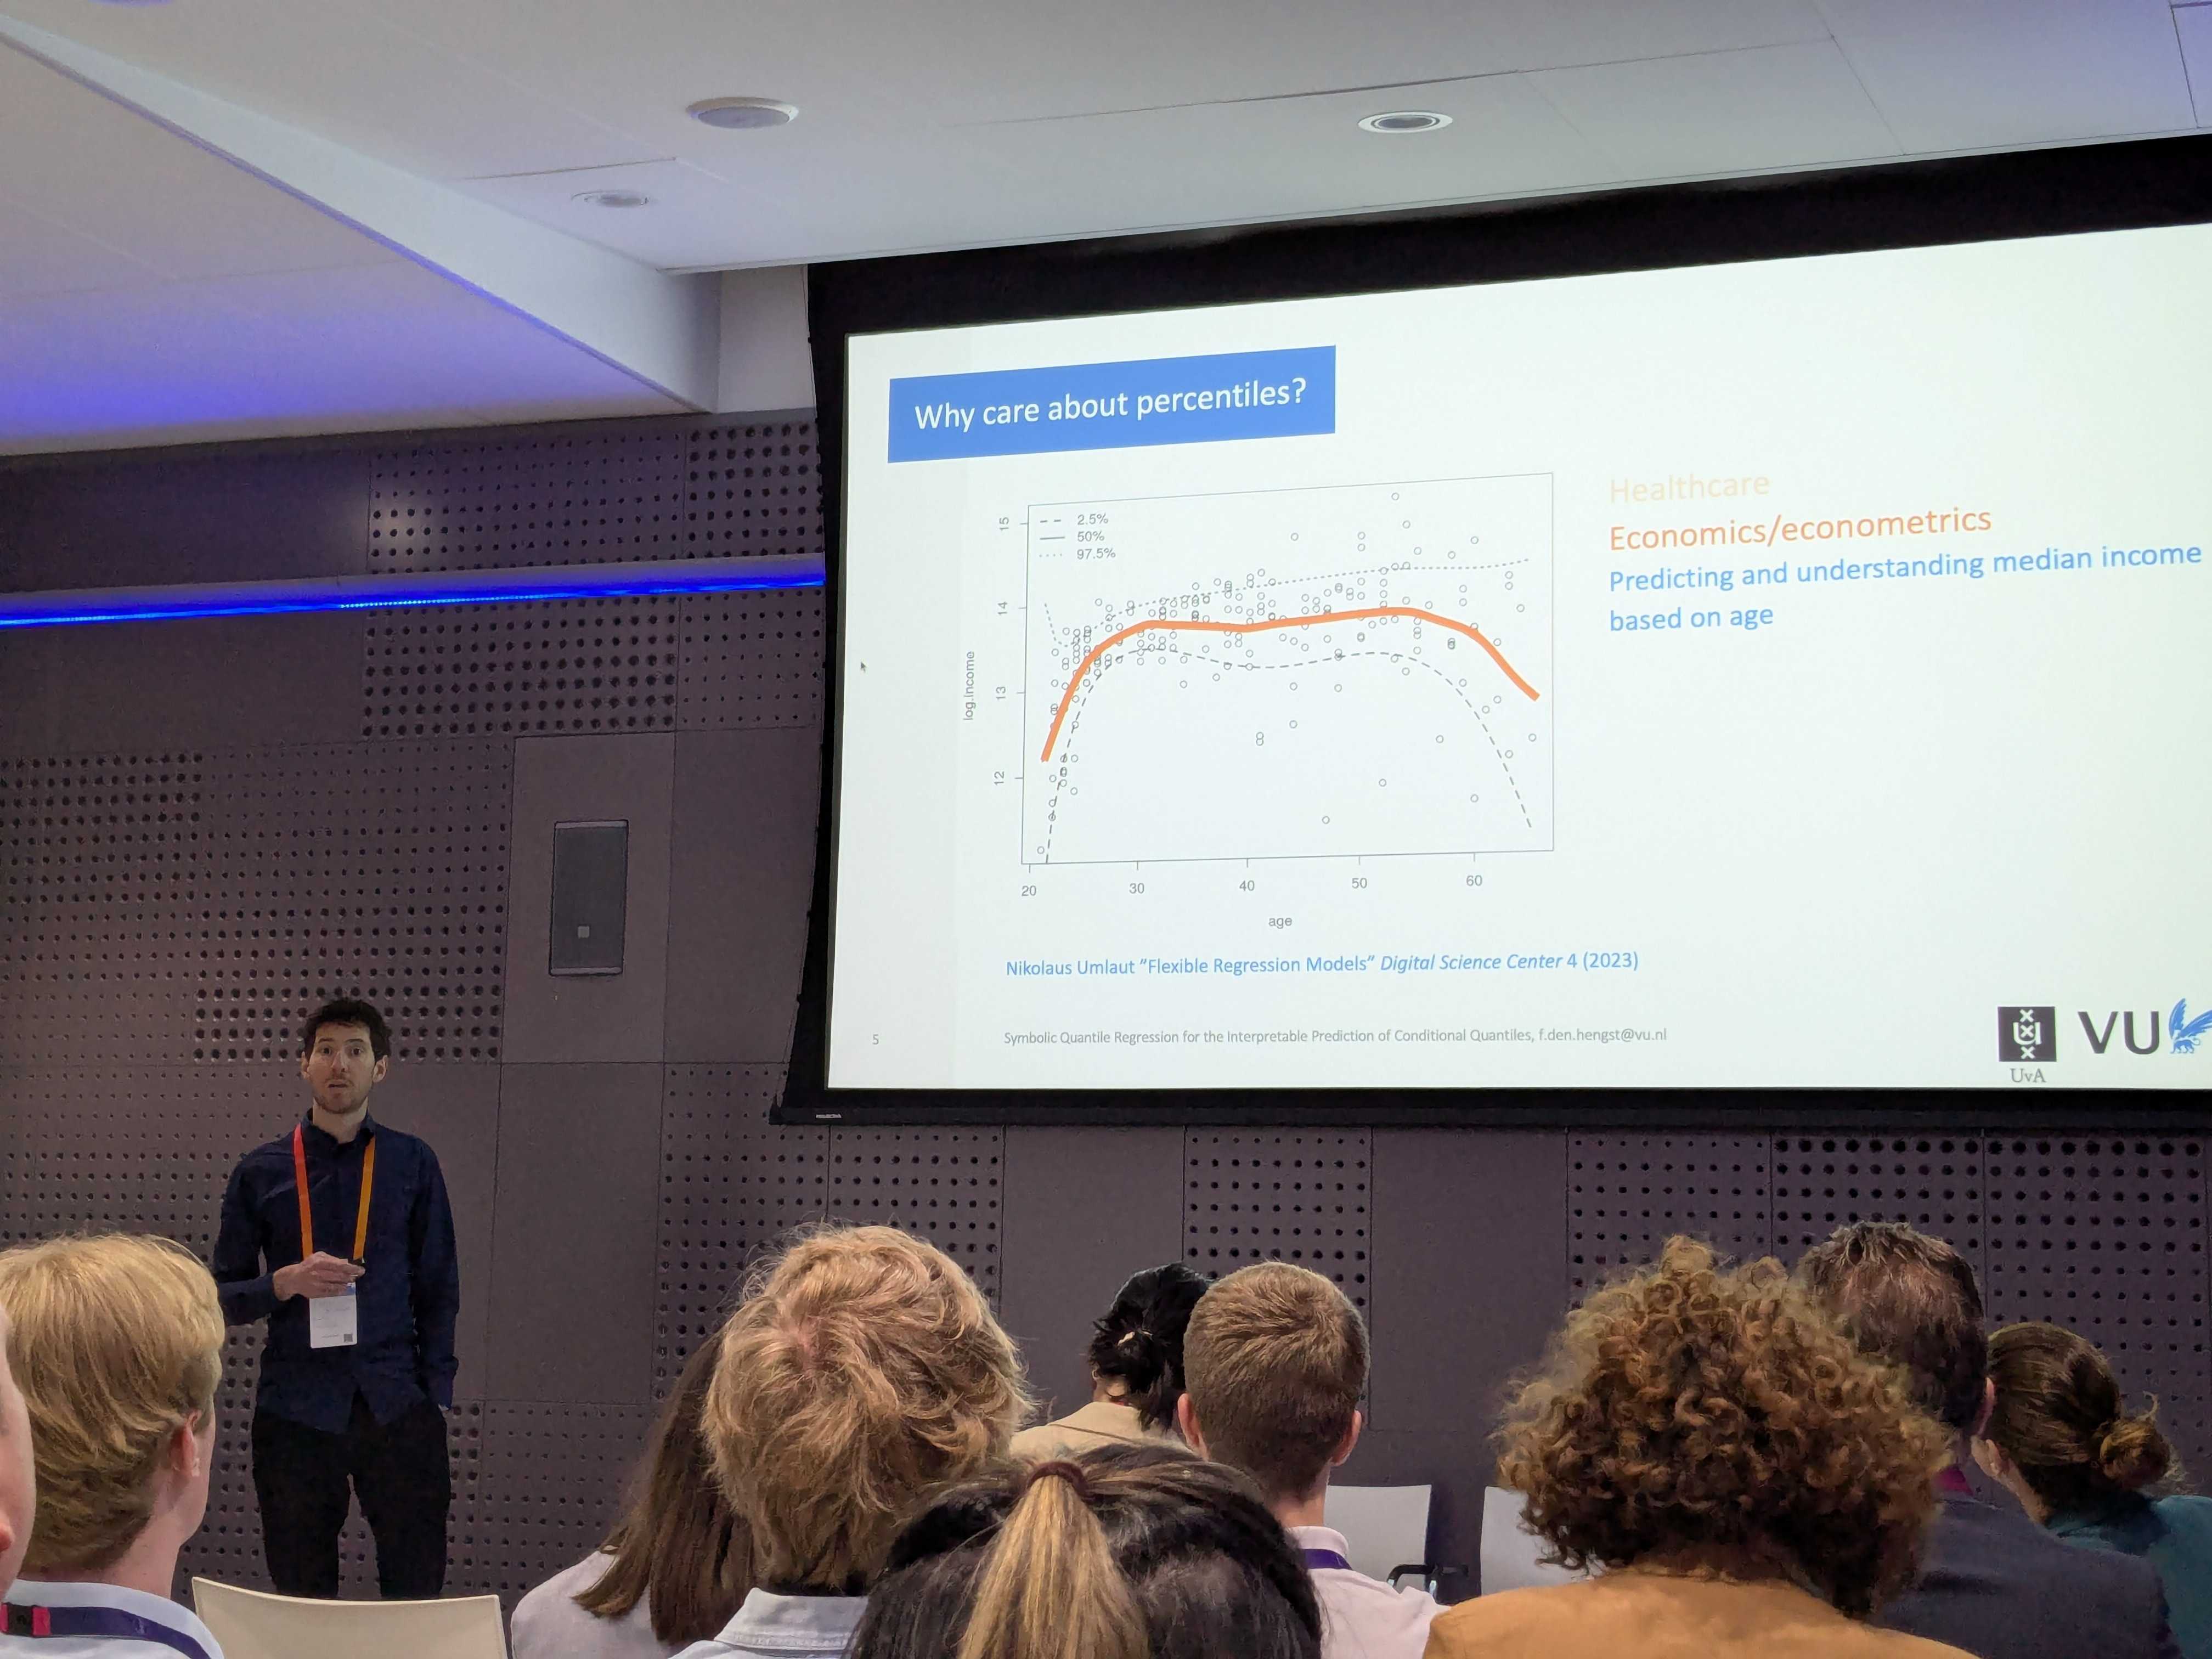 Why care about percentiles?
Healthcare
Economics/econometrics
Predicting and understanding median income
based on age
2.5%
50%
97.5%
15
14
13
12
log.income
20 30 40 50 60
age
Nikolaus Umlaut "Flexible Regression Models" Digital Science Center 4 (2023)
5
Symbolic Quantile Regression for the Interpretable Prediction of Conditional Quantiles, f.den.hengst@vu.nl
UvA
VU